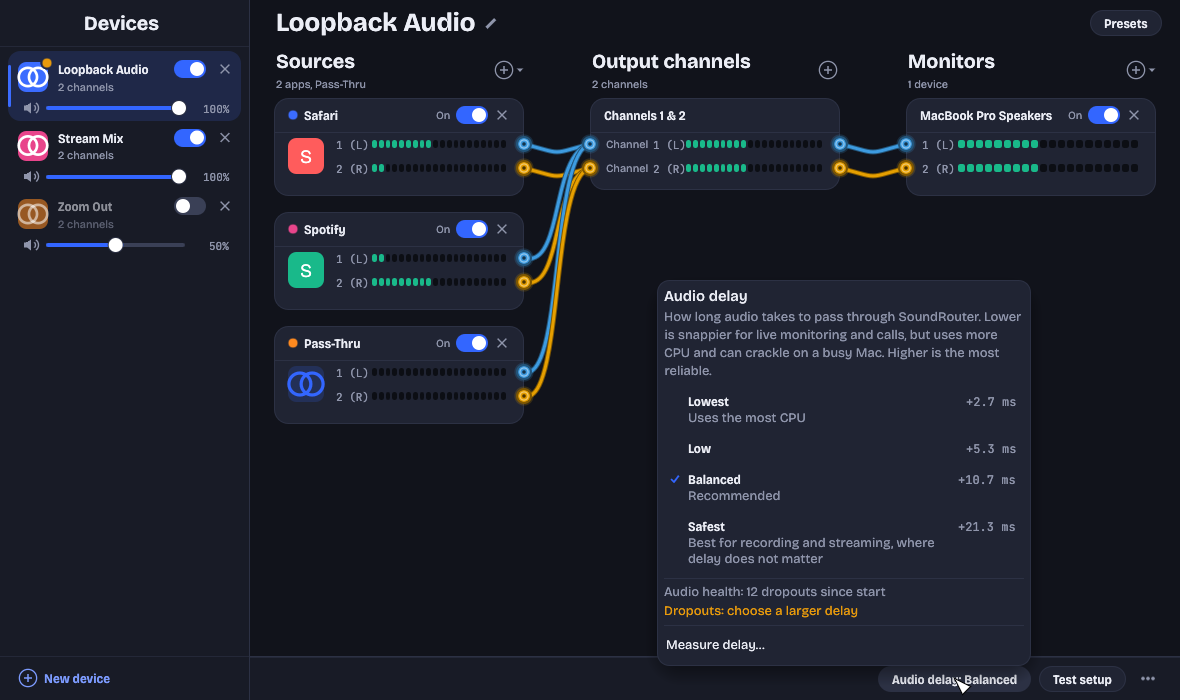 Devices
Loopback Audio
2 channels
100%
Stream Mix
2 channels
100%
Zoom Out
2 channels
50%
New device
Loopback Audio
Presets
Sources
2 apps, Pass-Thru
Safari
On
S
1 (L)
2 (R)
Spotify
On
S
1 (L)
2 (R)
Pass-Thru
On
1 (L)
2 (R)
Output channels
2 channels
Channels 1 & 2
Channel 1 (L)
Channel 2 (R)
Monitors
1 device
MacBook Pro Speakers
On
1 (L)
2 (R)
Audio delay
How long audio takes to pass through SoundRouter. Lower
is snappier for live monitoring and calls, but uses more
CPU and can crackle on a busy Mac. Higher is the most
reliable.
Lowest +2.7 ms
Uses the most CPU
Low +5.3 ms
Balanced +10.7 ms
Recommended
Safest +21.3 ms
Best for recording and streaming, where
delay does not matter
Audio health: 12 dropouts since start
Dropouts: choose a larger delay
Measure delay...
Audio delay Balanced
Test setup